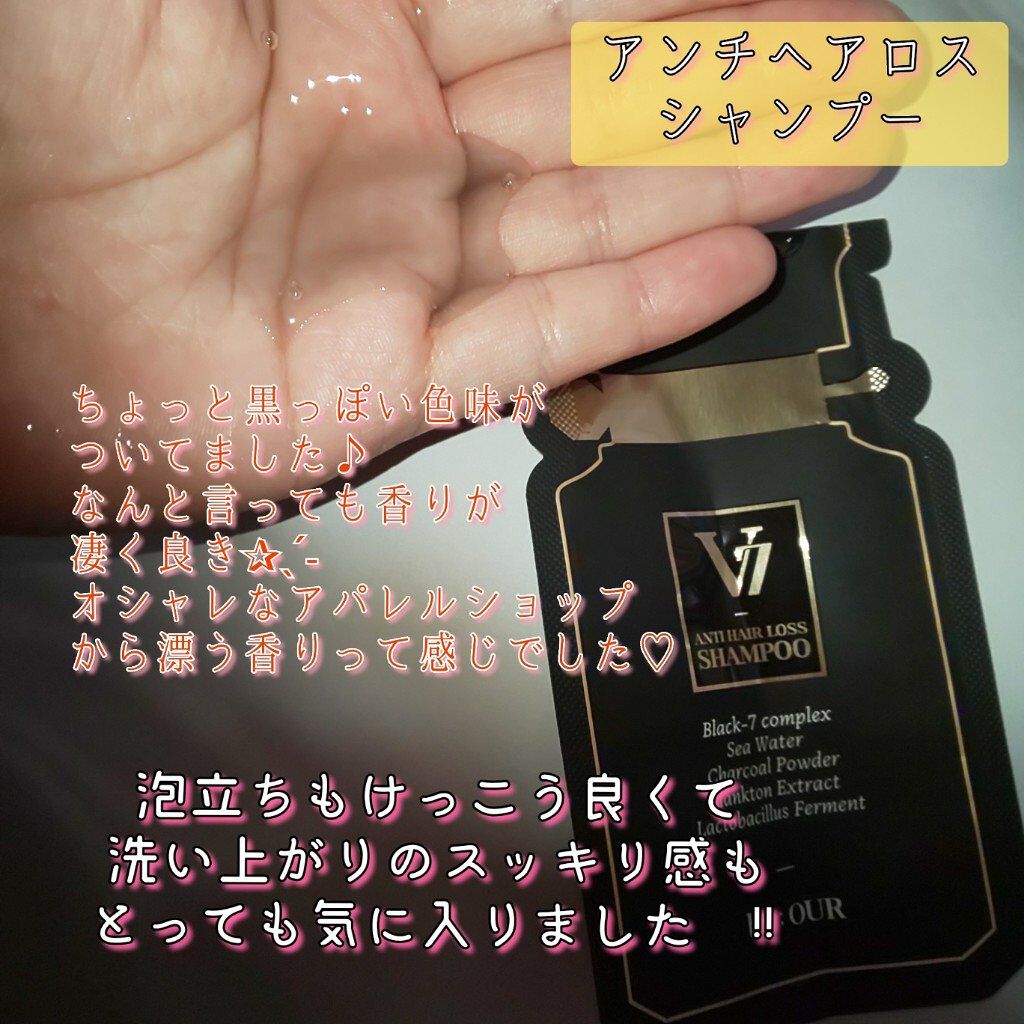 アンチヘアロス
シャンプー
ちょっと黒っぽい色味が
ついてました♪
なんと言っても香りが
凄く良き☆ˎˊ˗
オシャレなアパレルショップ
から漂う香りって感じでした♡
V7
ANTI HAIR LOSS
SHAMPOO
Black-7 complex
Sea Water
Charcoal Powder
Extract
Lactobacillus Ferment
OUR
泡立ちもけっこう良くて
洗い上がりのスッキリ感も
とっても気に入りました !!